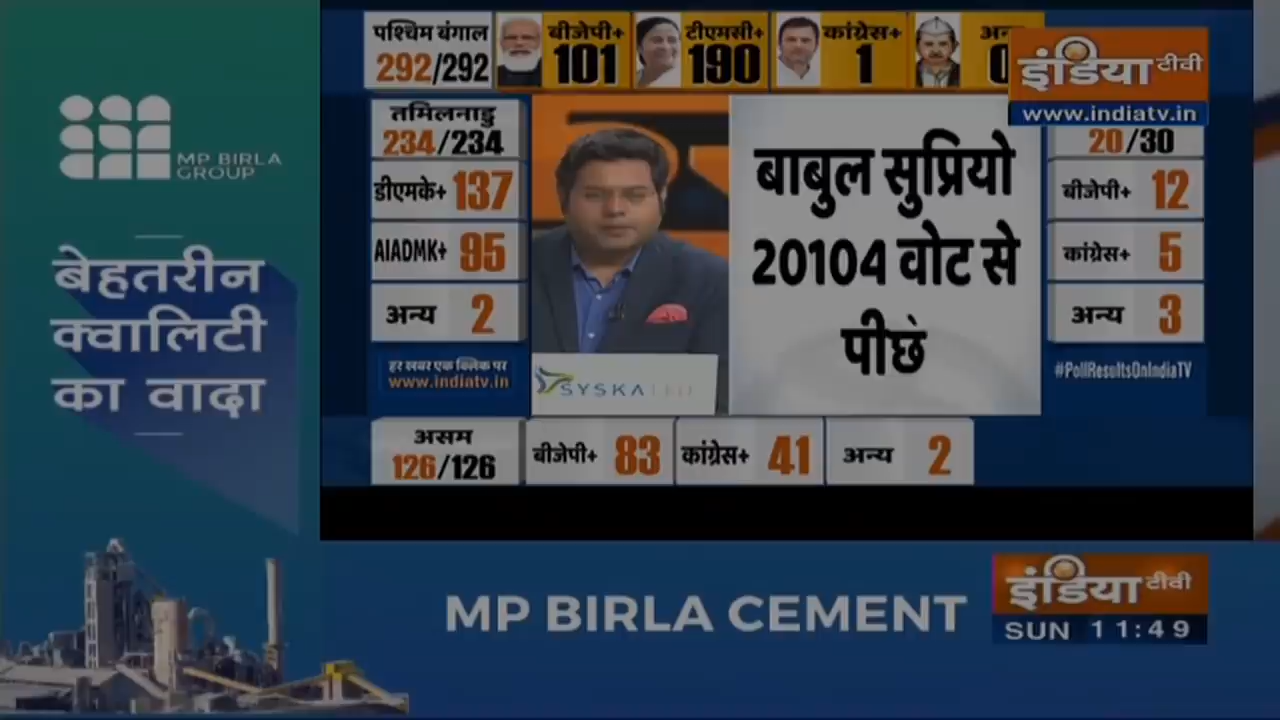 पश्चिम बंगाल
292/292
बीजेपी+
101
टीएमसी+
190
कांग्रेस+
1
इंडिया टीवी
www.indiatv.in
MP BIRLA
GROUP
बेहतरीन
क्वालिटी
का वादा
तमिलनाडु
234/234
डीएमके+ 137
AIADMK+ 95
अन्य 2
हर खबर एक क्लिक पर
www.indiatv.in
SYSKA LED
बाबुल सुप्रियो
20104 वोट से
पीछे
20/30
बीजेपी+ 12
कांग्रेस+ 5
अन्य 3
#PollResultsOnIndiaTV
असम
126/126
बीजेपी+ 83
कांग्रेस+ 41
अन्य 2
MP BIRLA CEMENT
इंडिया टीवी
SUN 11:49